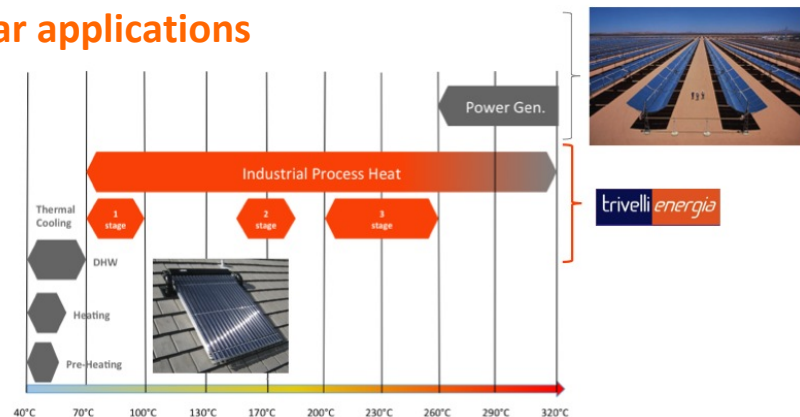 ar applications
Power Gen.
Industrial Process Heat
trivelli energia
Thermal
Cooling
1
stage
2
stage
3
stage
DHW
Heating
Pre-Heating
40°C 70°C 100°C 130°C 170°C 200°C 230°C 260°C 290°C 320°C